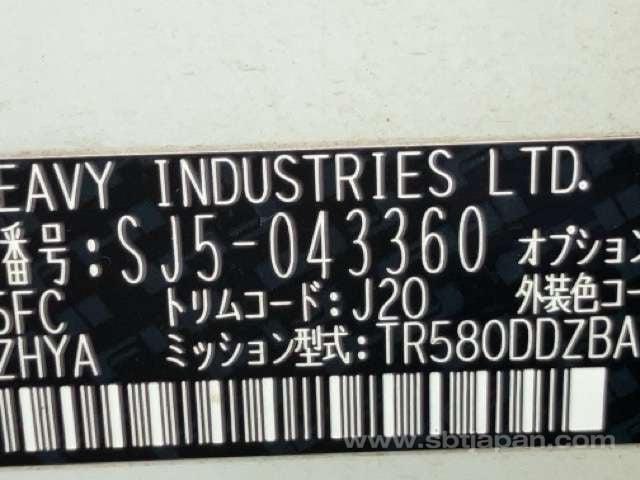 EAVY INDUSTRIES LTD.
番号:SJ5-043360 オプション
5FC トリムコード:J20 外装色コー
ZHYA ミッション型式:TR580DDZBA
www.sbtjapan.com